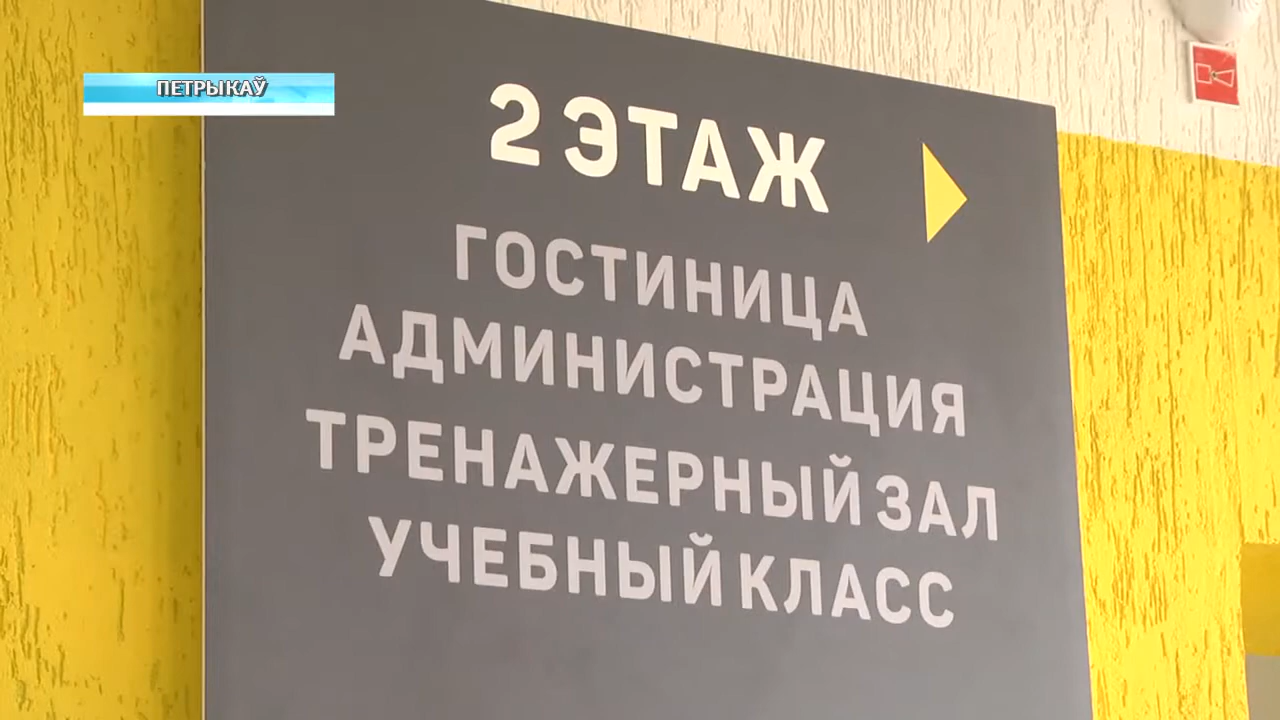 ПЕТРЫКАЎ
2 ЭТАЖ
ГОСТИНИЦА
АДМИНИСТРАЦИЯ
ТРЕНАЖЕРНЫЙ ЗАЛ
УЧЕБНЫЙ КЛАСС